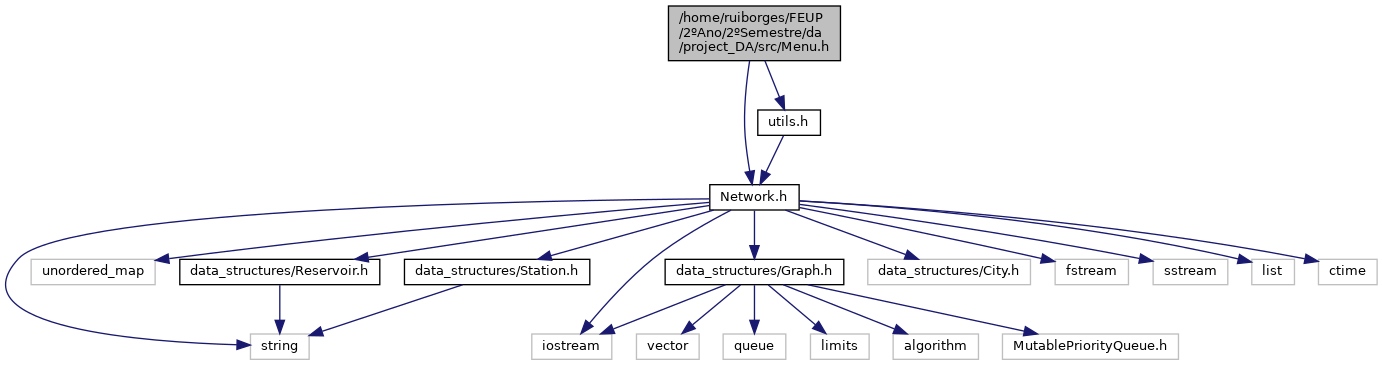 /home/ruiborges/FEUP
/2ºAno/2ºSemestre/da
/project_DA/src/Menu.h
utils.h
Network.h
unordered_map
data_structures/Reservoir.h
data_structures/Station.h
data_structures/Graph.h
data_structures/City.h
fstream
sstream
list
ctime
string
iostream
vector
queue
limits
algorithm
MutablePriorityQueue.h